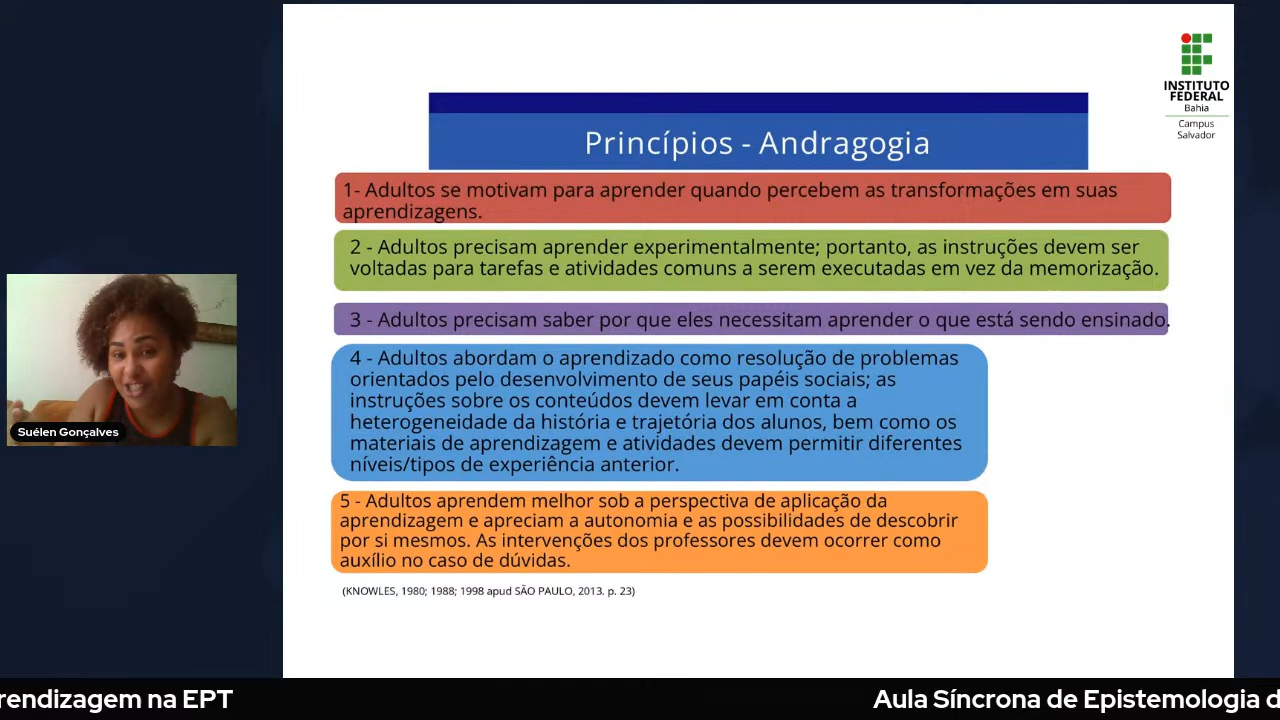 INSTITUTO
FEDERAL
Bahia
Campus
Salvador
Princípios - Andragogia
1- Adultos se motivam para aprender quando percebem as transformações em suas
aprendizagens.
2 - Adultos precisam aprender experimentalmente; portanto, as instruções devem ser
voltadas para tarefas e atividades comuns a serem executadas em vez da memorização.
3 - Adultos precisam saber por que eles necessitam aprender o que está sendo ensinado.
4 - Adultos abordam o aprendizado como resolução de problemas
orientados pelo desenvolvimento de seus papéis sociais; as
instruções sobre os conteúdos devem levar em conta a
heterogeneidade da história e trajetória dos alunos, bem como os
materiais de aprendizagem e atividades devem permitir diferentes
níveis/tipos de experiência anterior.
5 - Adultos aprendem melhor sob a perspectiva de aplicação da
aprendizagem e apreciam a autonomia e as possibilidades de descobrir
por si mesmos. As intervenções dos professores devem ocorrer como
auxílio no caso de dúvidas.
(KNOWLES, 1980; 1988; 1998 apud SÃO PAULO, 2013. p. 23)
Suélen Gonçalves
rendizagem na EPT
Aula Síncrona de Epistemologia d